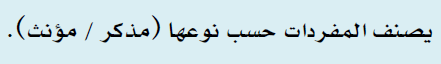 يصنف المفردات حسب نوعها (مذكر / مؤنث).